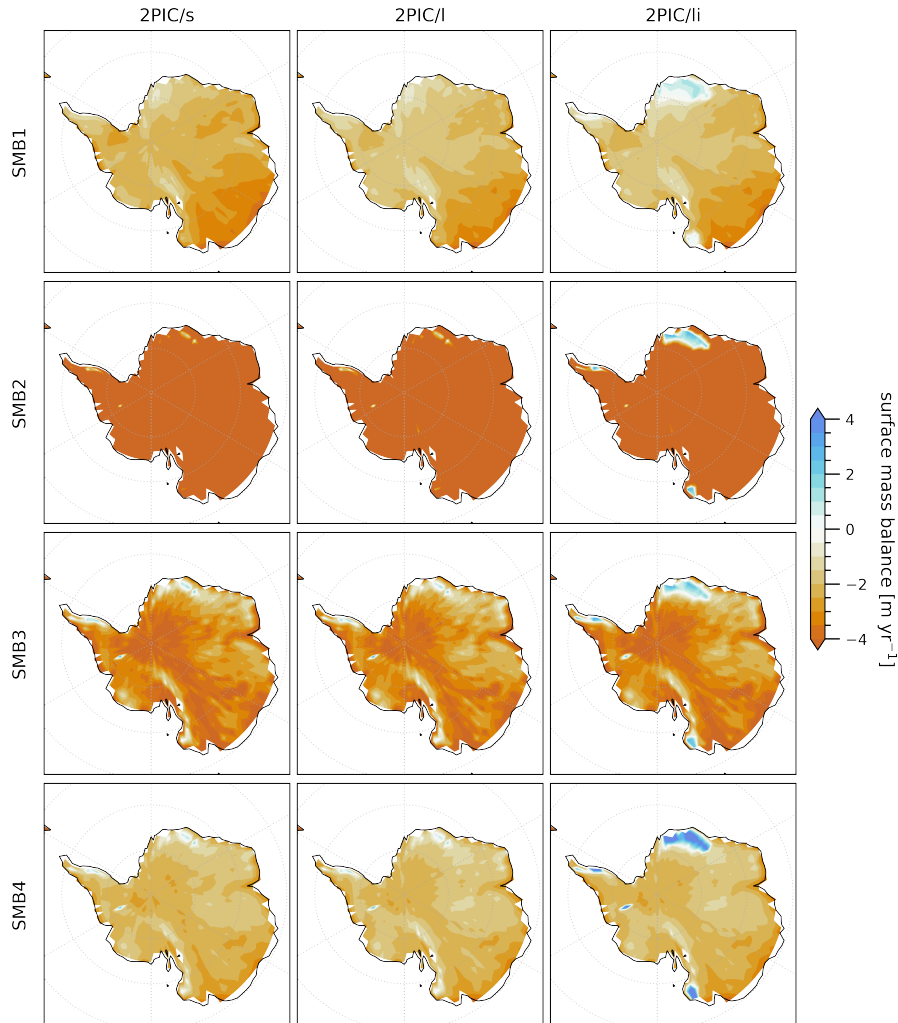 2PIC/s 2PIC/l 2PIC/li
SMB1
SMB2
SMB3
SMB4
4
2
0
−2
−4
surface mass balance [m yr⁻¹]